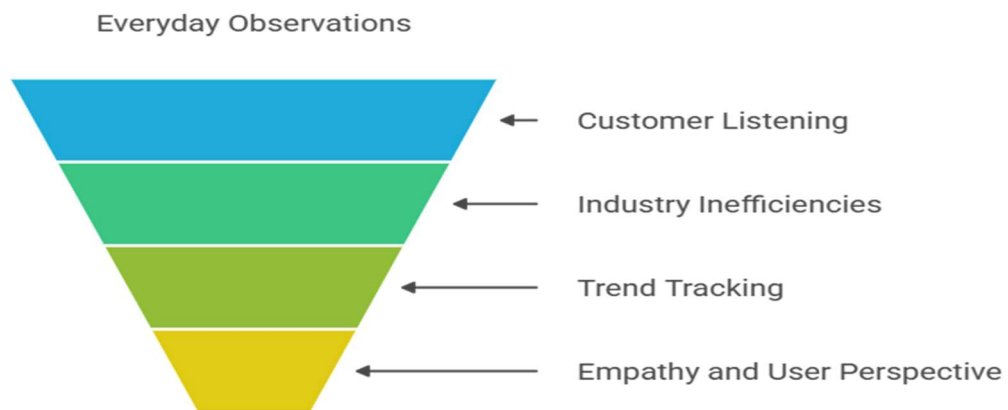 Everyday Observations
Customer Listening
Industry Inefficiencies
Trend Tracking
Empathy and User Perspective